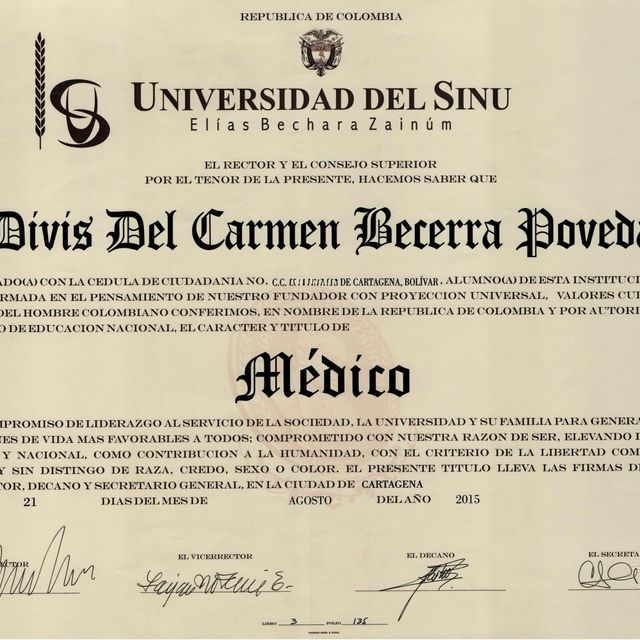 REPUBLICA DE COLOMBIA
UNIVERSIDAD DEL SINU
Elías Bechara Zainúm
EL RECTOR Y EL CONSEJO SUPERIOR
POR EL TENOR DE LA PRESENTE, HACEMOS SABER QUE
Divis Del Carmen Becerra Poveda
ADO(A) CON LA CEDULA DE CIUDADANIA NO. C.C. DE CARTAGENA, BOLÍVAR, ALUMNO(A) DE ESTA INSTITUCI
RMADA EN EL PENSAMIENTO DE NUESTRO FUNDADOR CON PROYECCION UNIVERSAL, VALORES CUL
DEL HOMBRE COLOMBIANO CONFERIMOS, EN NOMBRE DE LA REPUBLICA DE COLOMBIA Y POR AUTORI
O DE EDUCACION NACIONAL, EL CARACTER Y TITULO DE
Médico
MPROMISO DE LIDERAZGO AL SERVICIO DE LA SOCIEDAD, LA UNIVERSIDAD Y SU FAMILIA PARA GENERA
NES DE VIDA MAS FAVORABLES A TODOS; COMPROMETIDO CON NUESTRA RAZON DE SER, ELEVANDO
Y NACIONAL, COMO CONTRIBUCION A LA HUMANIDAD, CON EL CRITERIO DE LA LIBERTAD COM
Y SIN DISTINGO DE RAZA, CREDO, SEXO O COLOR. EL PRESENTE TITULO LLEVA LAS FIRMAS DE
TOR, DECANO Y SECRETARIO GENERAL, EN LA CIUDAD DE CARTAGENA
21 DIAS DEL MES DE AGOSTO DEL AÑO 2015
CTOR EL VICERRECTOR EL DECANO EL SECRETA
LIBRO 3 FOLIO 135